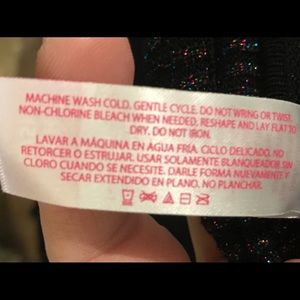 MACHINE WASH COLD. GENTLE CYCLE. DO NOT WRING OR TWIST.
NON-CHLORINE BLEACH WHEN NEEDED. RESHAPE AND LAY FLAT TO
DRY. DO NOT IRON.
LAVAR A MÁQUINA EN AGUA FRÍA. CICLO DELICADO. NO
RETORCER O ESTRUJAR. USAR SOLAMENTE BLANQUEADOR SIN
CLORO CUANDO SE NECESITE. DARLE FORMA NUEVAMENTE Y
SECAR EXTENDIDO EN PLANO. NO PLANCHAR.